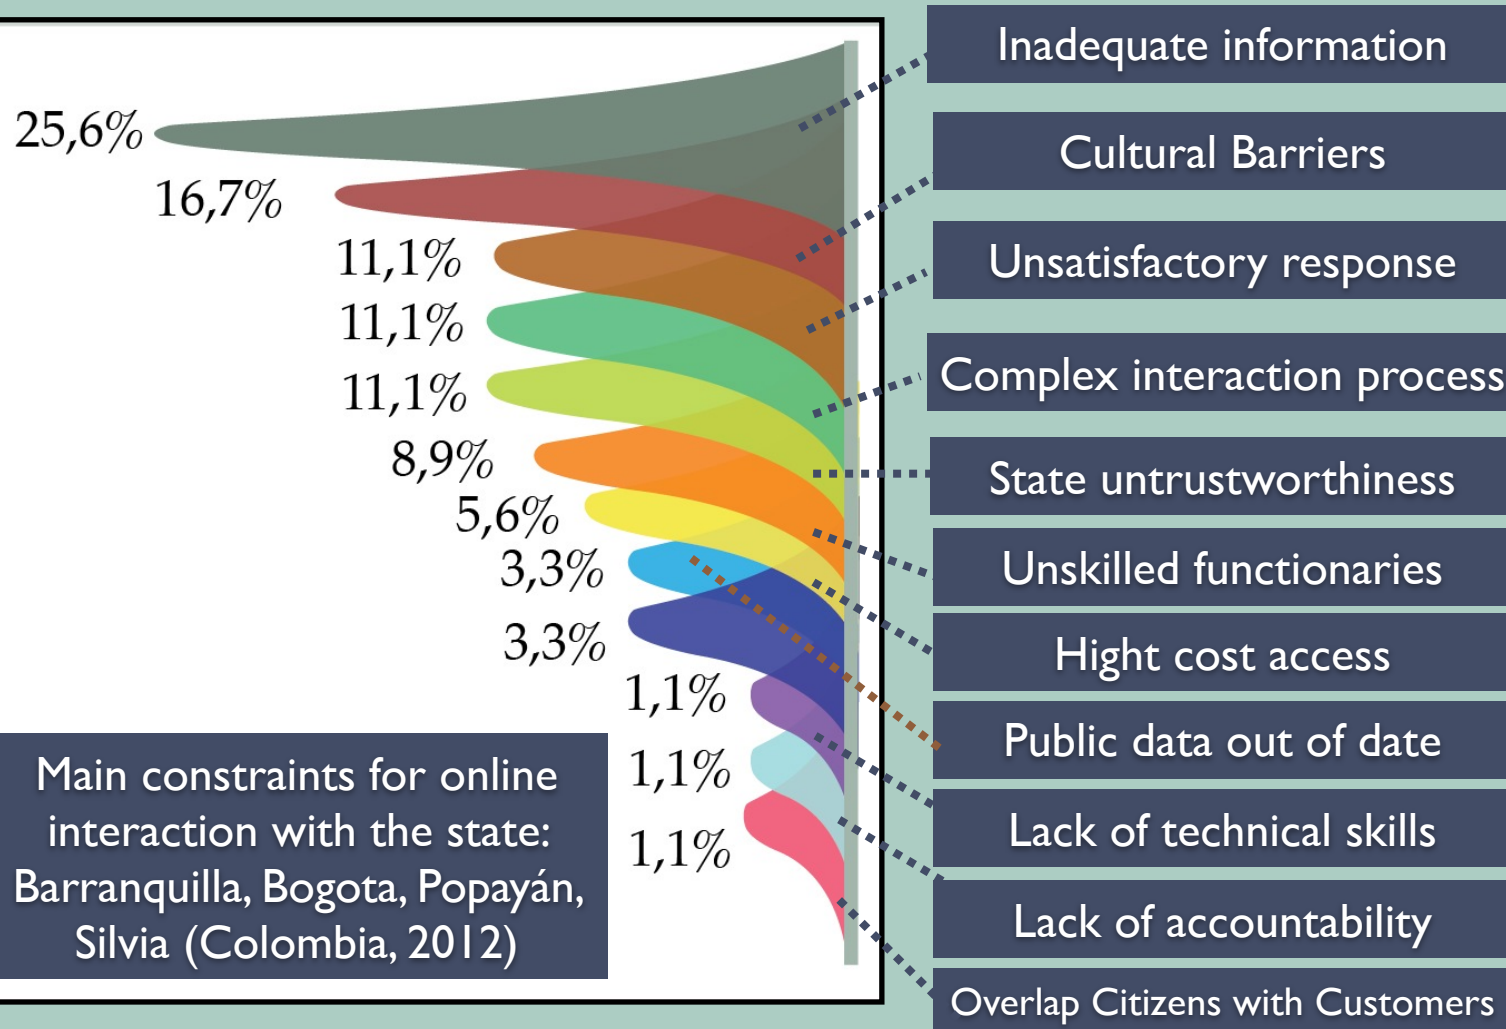 Inadequate information
25,6%
Cultural Barriers
16,7%
Unsatisfactory response
11,1%
11,1%
Complex interaction process
11,1%
8,9%
State untrustworthiness
5,6%
Unskilled functionaries
3,3%
3,3%
Hight cost access
1,1%
Public data out of date
1,1%
Lack of technical skills
1,1%
Lack of accountability
Overlap Citizens with Customers
Main constraints for online
interaction with the state:
Barranquilla, Bogota, Popayán,
Silvia (Colombia, 2012)